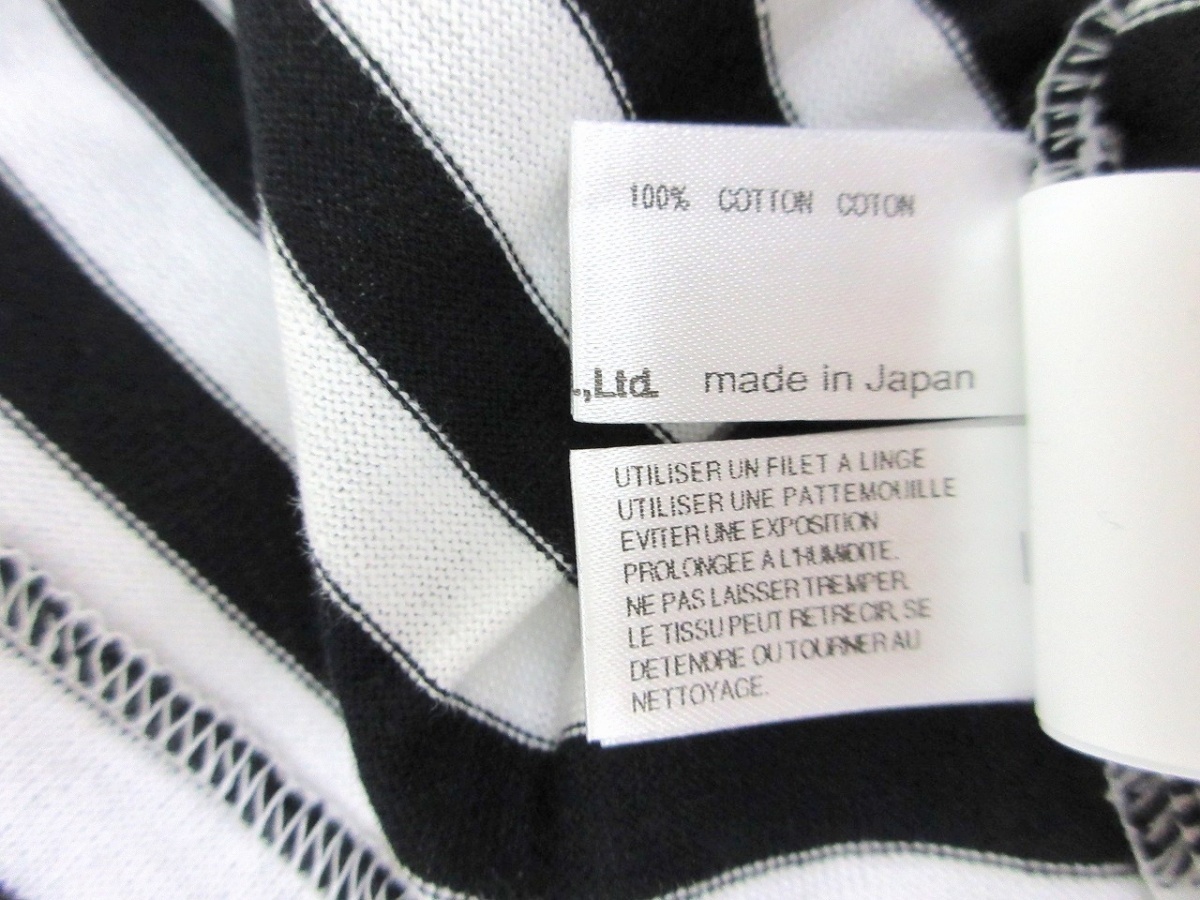 100% COTTON COTON
.,Ltd. made in Japan
UTILISER UN FILET A LINGE
UTILISER UNE PATTEMOUILLE
EVITER UNE EXPOSITION
PROLONGEE A L'HUMIDITE.
NE PAS LAISSER TREMPER.
LE TISSU PEUT RETRECIR, SE
DETENDRE OU TOURNER AU
NETTOYAGE.